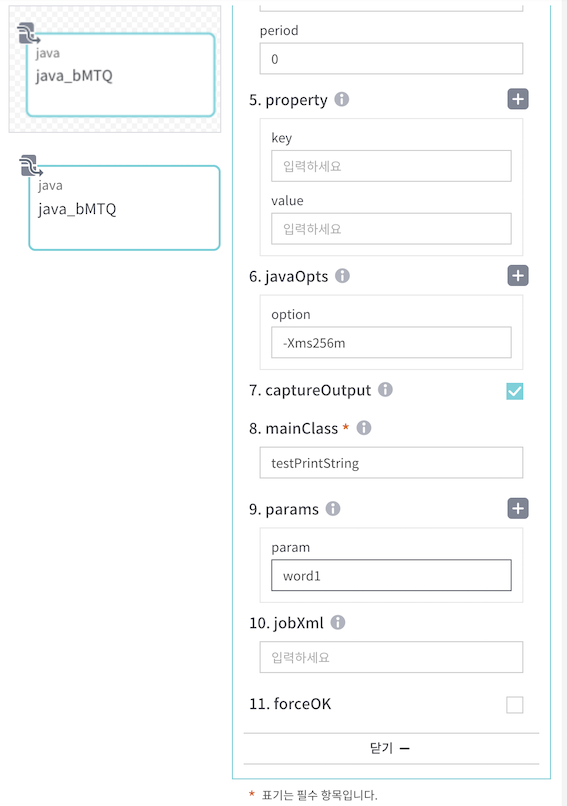 java
java_bMTQ
java
java_bMTQ
period
0
5. property
key
입력하세요
value
입력하세요
6. javaOpts
option
-Xms256m
7. captureOutput
8. mainClass *
testPrintString
9. params
param
word1
10. jobXml
입력하세요
11. forceOK
닫기
* 표기는 필수 항목입니다.